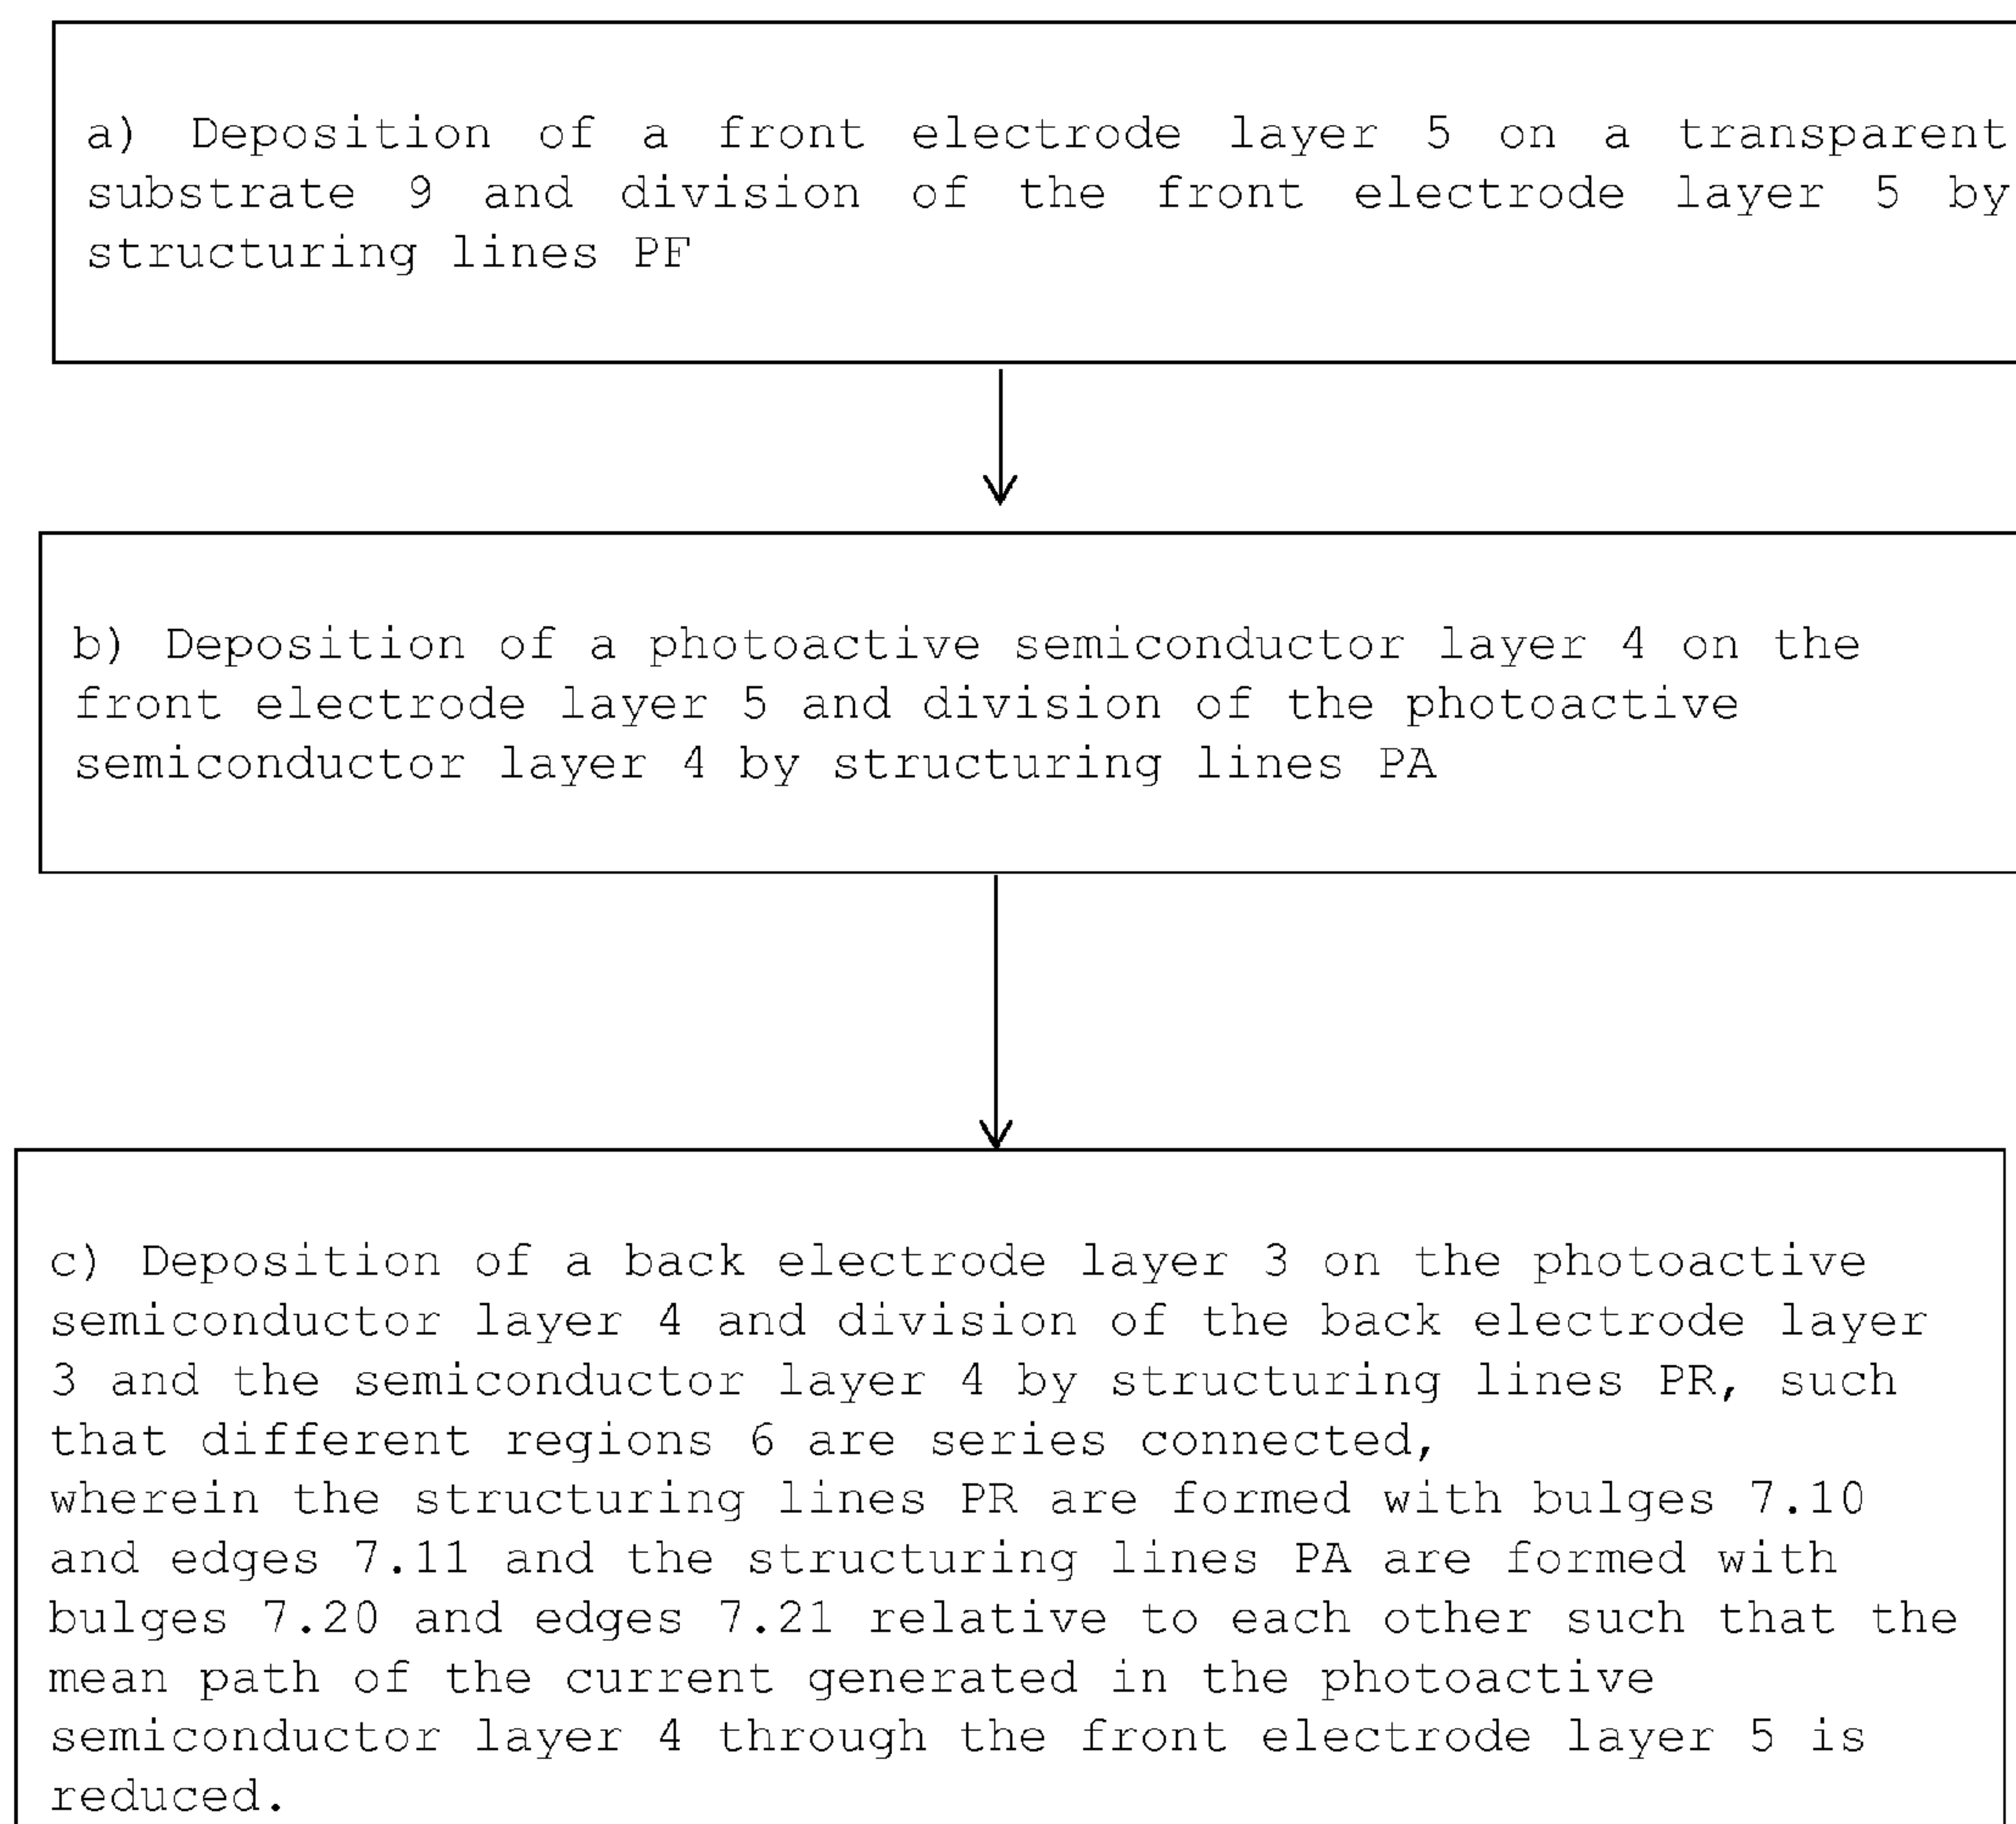 a) Deposition of a front electrode layer 5 on a transparent
substrate 9 and division of the front electrode layer 5 by
structuring lines PF
b) Deposition of a photoactive semiconductor layer 4 on the
front electrode layer 5 and division of the photoactive
semiconductor layer 4 by structuring lines PA
c) Deposition of a back electrode layer 3 on the photoactive
semiconductor layer 4 and division of the back electrode layer
3 and the semiconductor layer 4 by structuring lines PR, such
that different regions 6 are series connected,
wherein the structuring lines PR are formed with bulges 7.10
and edges 7.11 and the structuring lines PA are formed with
bulges 7.20 and edges 7.21 relative to each other such that the
mean path of the current generated in the photoactive
semiconductor layer 4 through the front electrode layer 5 is
reduced.